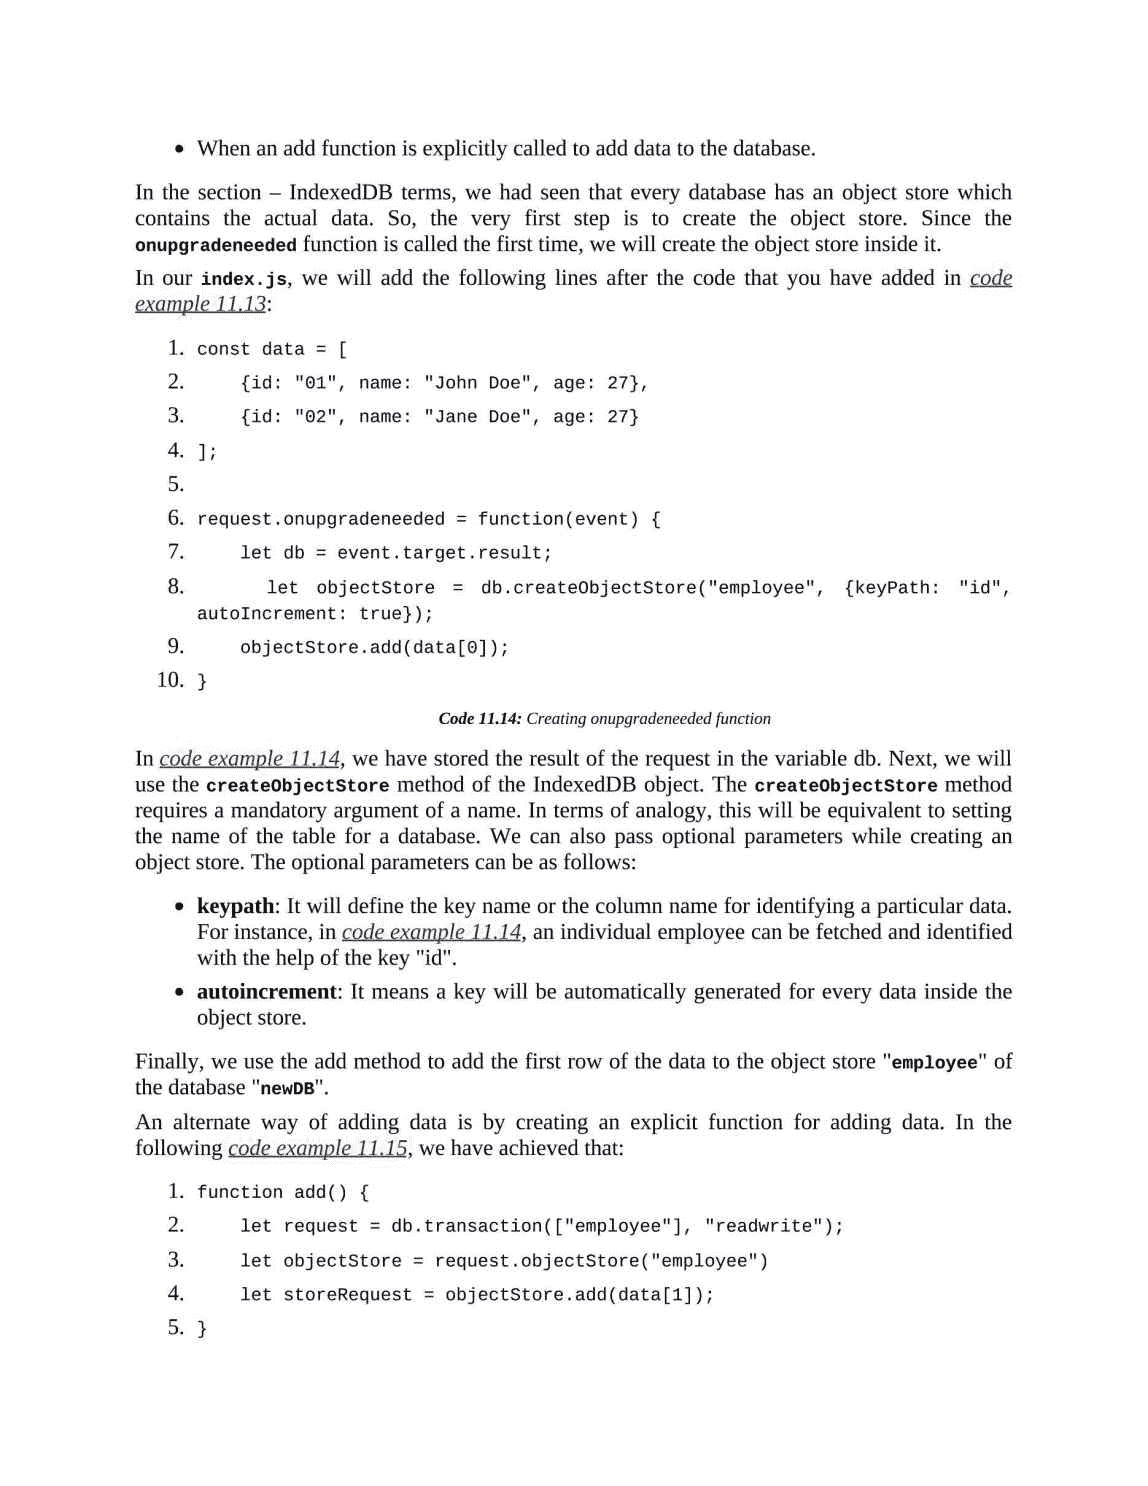 • When an add function is explicitly called to add data to the database.
In the section – IndexedDB terms, we had seen that every database has an object store which
contains the actual data. So, the very first step is to create the object store. Since the
onupgradeneeded function is called the first time, we will create the object store inside it.
In our index.js, we will add the following lines after the code that you have added in code
example 11.13:
1. const data = [
2.     {id: "01", name: "John Doe", age: 27},
3.     {id: "02", name: "Jane Doe", age: 27}
4. ];
5.
6. request.onupgradeneeded = function(event) {
7.     let db = event.target.result;
8.     let objectStore = db.createObjectStore("employee", {keyPath: "id",
autoIncrement: true});
9.     objectStore.add(data[0]);
10. }
Code 11.14: Creating onupgradeneeded function
In code example 11.14, we have stored the result of the request in the variable db. Next, we will
use the createObjectStore method of the IndexedDB object. The createObjectStore method
requires a mandatory argument of a name. In terms of analogy, this will be equivalent to setting
the name of the table for a database. We can also pass optional parameters while creating an
object store. The optional parameters can be as follows:
• keypath: It will define the key name or the column name for identifying a particular data.
For instance, in code example 11.14, an individual employee can be fetched and identified
with the help of the key "id".
• autoincrement: It means a key will be automatically generated for every data inside the
object store.
Finally, we use the add method to add the first row of the data to the object store "employee" of
the database "newDB".
An alternate way of adding data is by creating an explicit function for adding data. In the
following code example 11.15, we have achieved that:
1. function add() {
2.     let request = db.transaction(["employee"], "readwrite");
3.     let objectStore = request.objectStore("employee")
4.     let storeRequest = objectStore.add(data[1]);
5. }